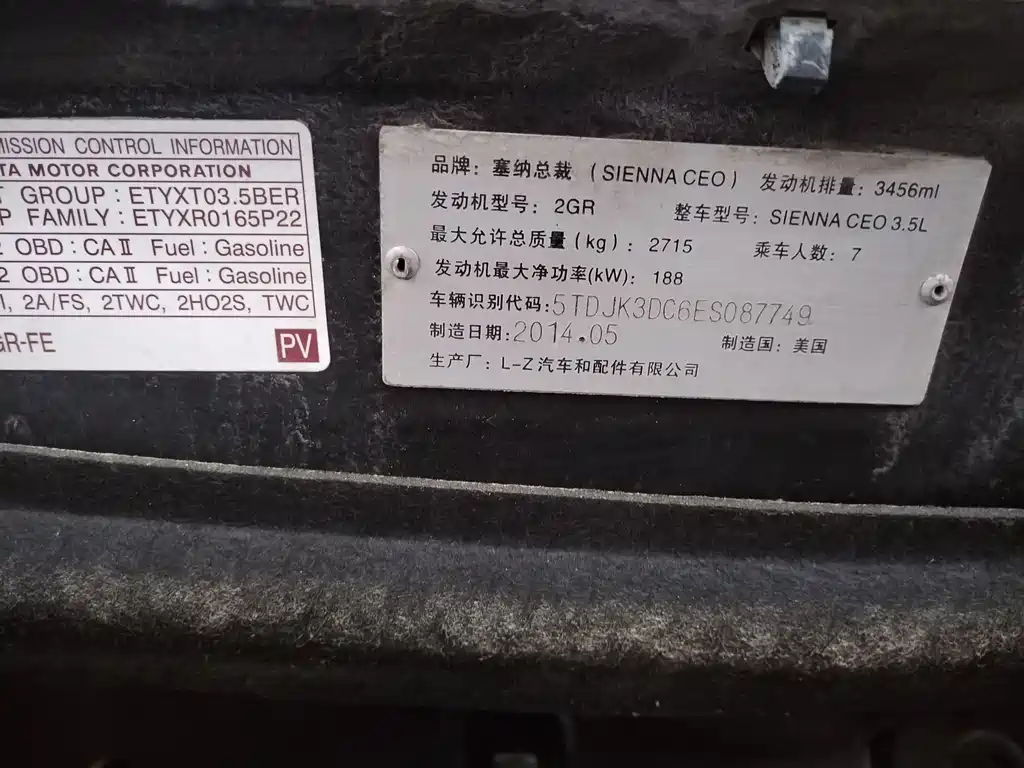 MISSION CONTROL INFORMATION
TA MOTOR CORPORATION
T GROUP : ETYXT03.5BER
P FAMILY : ETYXR0165P22
2 OBD : CA II Fuel : Gasoline
2 OBD : CA II Fuel : Gasoline
1, 2A/FS, 2TWC, 2HO2S, TWC
GR-FE
PV
品牌：塞纳总裁（SIENNA CEO） 发动机排量：3456ml
发动机型号：2GR 整车型号：SIENNA CEO 3.5L
最大允许总质量（kg）：2715 乘车人数：7
发动机最大净功率(kW)：188
车辆识别代码:5TDJK3DC6ES087749
制造日期:2014.05 制造国：美国
生产厂：L-Z 汽车和配件有限公司